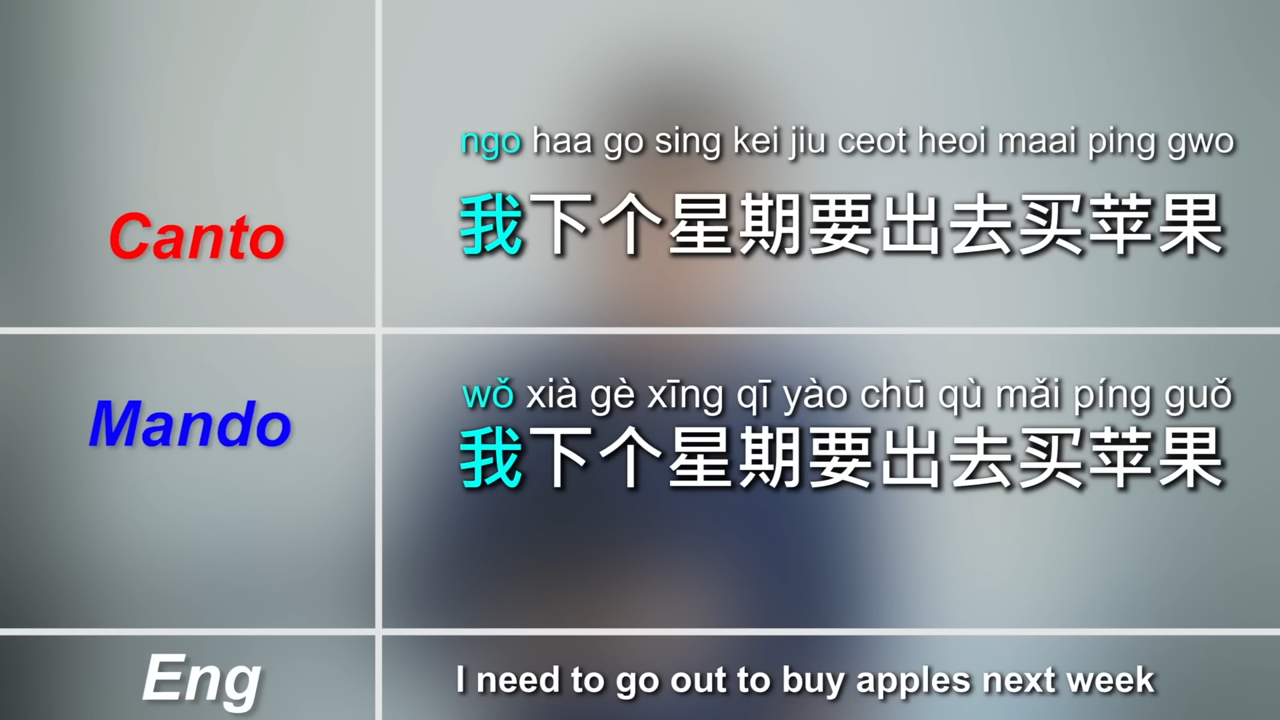 ngo haa go sing kei jiu ceot heoi maai ping gwo
Canto
我下个星期要出去买苹果
wǒ xià gè xīng qī yào chū qù mǎi píng guǒ
Mando
我下个星期要出去买苹果
Eng
I need to go out to buy apples next week